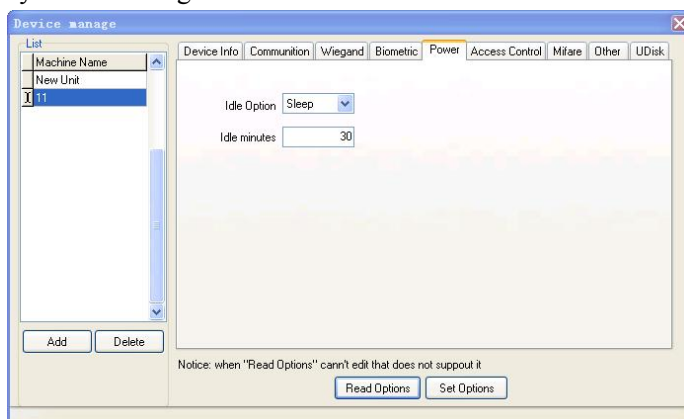 Device manage
List
Machine Name
New Unit
11
Add Delete
Device Info Communition Wiegand Biometric Power Access Control Mifare Other UDisk
Idle Option Sleep
Idle minutes 30
Notice: when "Read Options" cann't edit that does not suppout it
Read Options Set Options